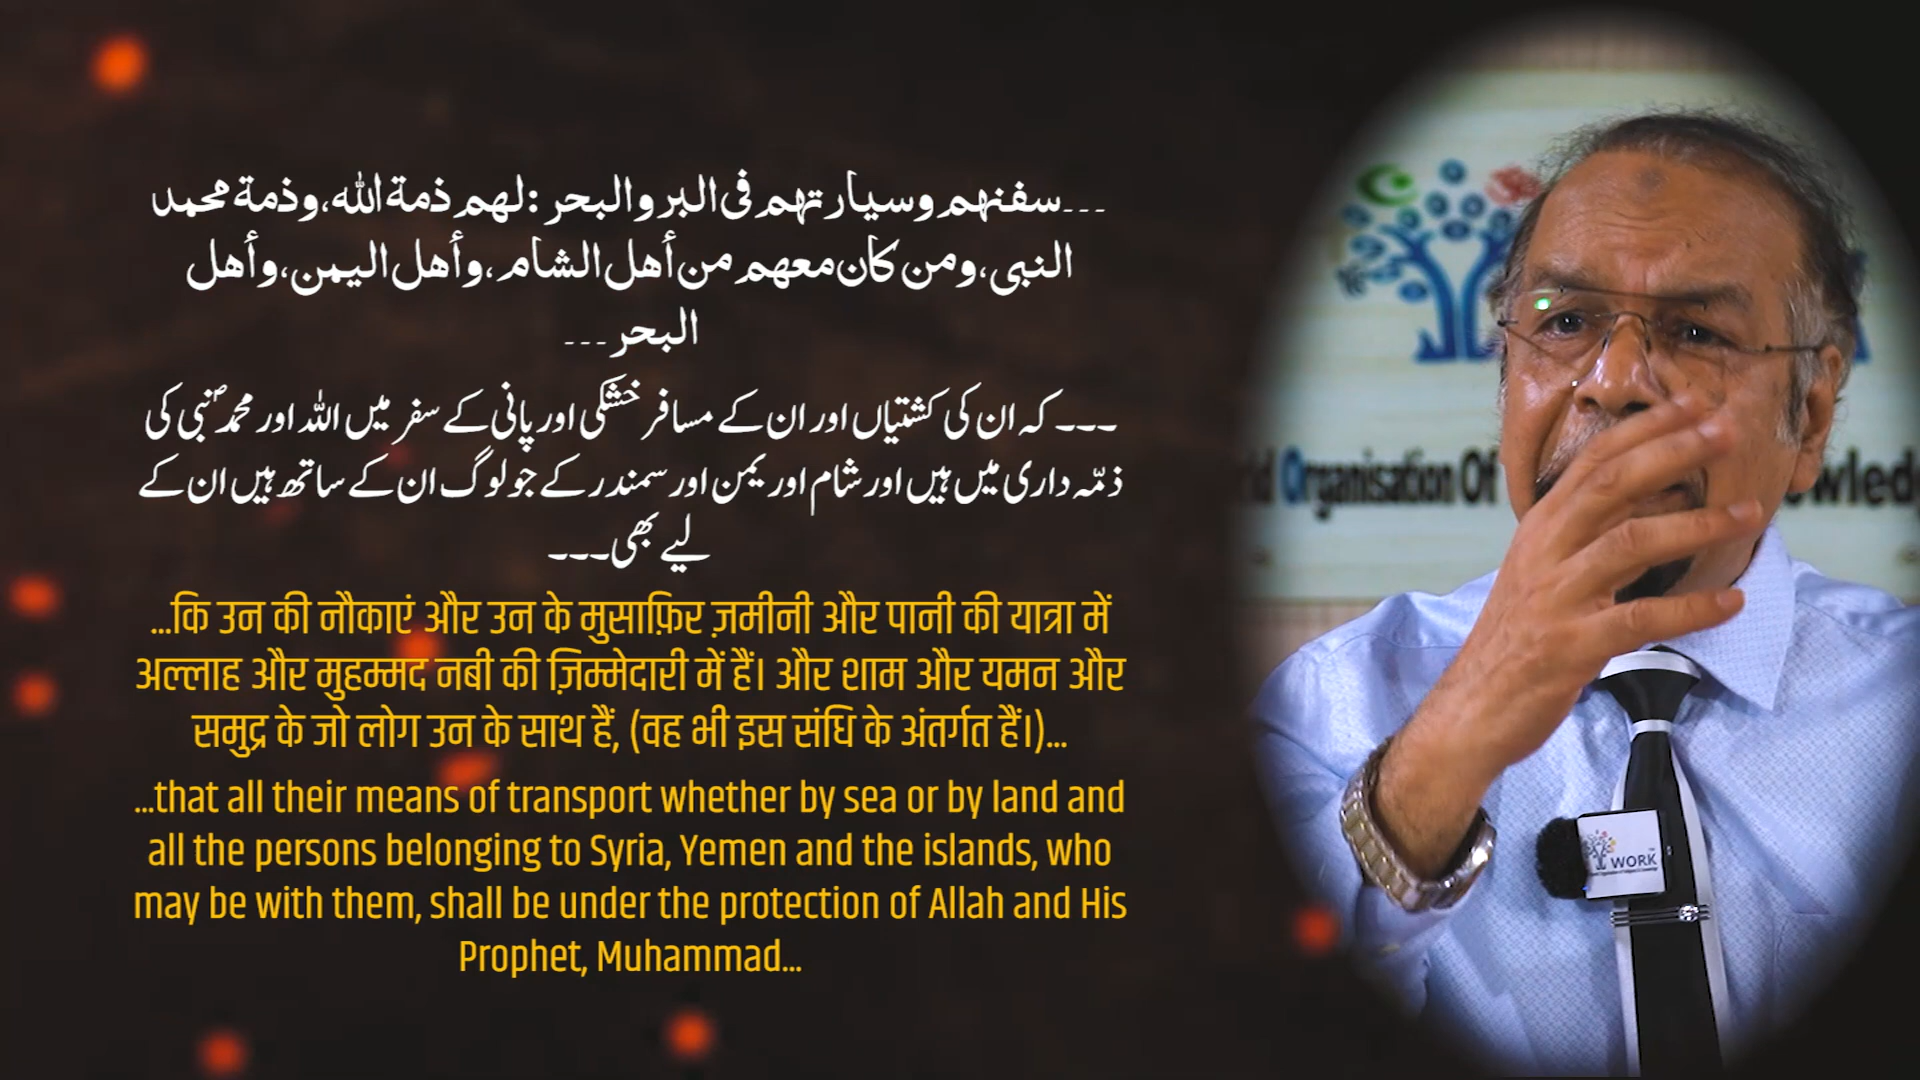 ---سفنهم وسيارتهم فى البر والبحر: لهم ذمة الله، وذمة محمد
النبى، ومن كان معهم من أهل الشام، وأهل اليمن، وأهل
البحر---
---کہ ان کی کشتیاں اور ان کے مسافر خشکی اور پانی کے سفر میں اللہ اور محمدؐ نبی کی
ذمّہ داری میں ہیں اور شام اور یمن اور سمندر کے جو لوگ ان کے ساتھ ہیں ان کے
لیے بھی---
...कि उन की नौकाएं और उन के मुसाफ़िर ज़मीनी और पानी की यात्रा में
अल्लाह और मुहम्मद नबी की ज़िम्मेदारी में हैं। और शाम और यमन और
समुद्र के जो लोग उन के साथ हैं, (वह भी इस संधि के अंतर्गत हैं।)...
...that all their means of transport whether by sea or by land and
all the persons belonging to Syria, Yemen and the islands, who
may be with them, shall be under the protection of Allah and His
Prophet, Muhammad...
Organisation Of
WORK